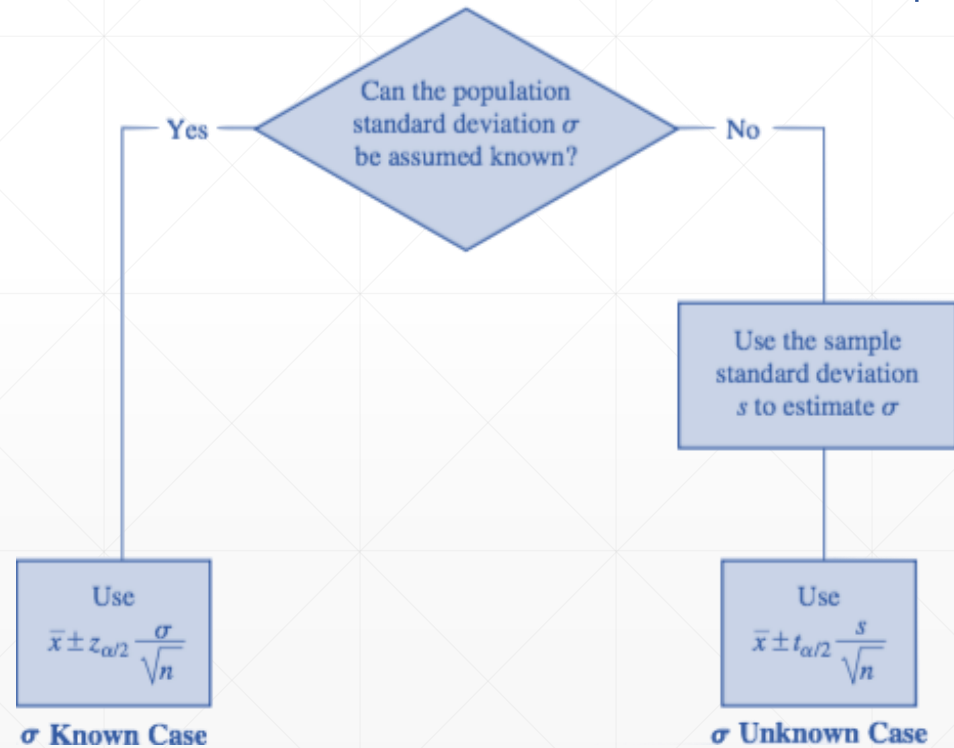 Can the population
standard deviation σ
be assumed known?
Yes
No
Use the sample
standard deviation
s to estimate σ
Use
x̄ ± z_{α/2} σ/√n
σ Known Case
Use
x̄ ± t_{α/2} s/√n
σ Unknown Case